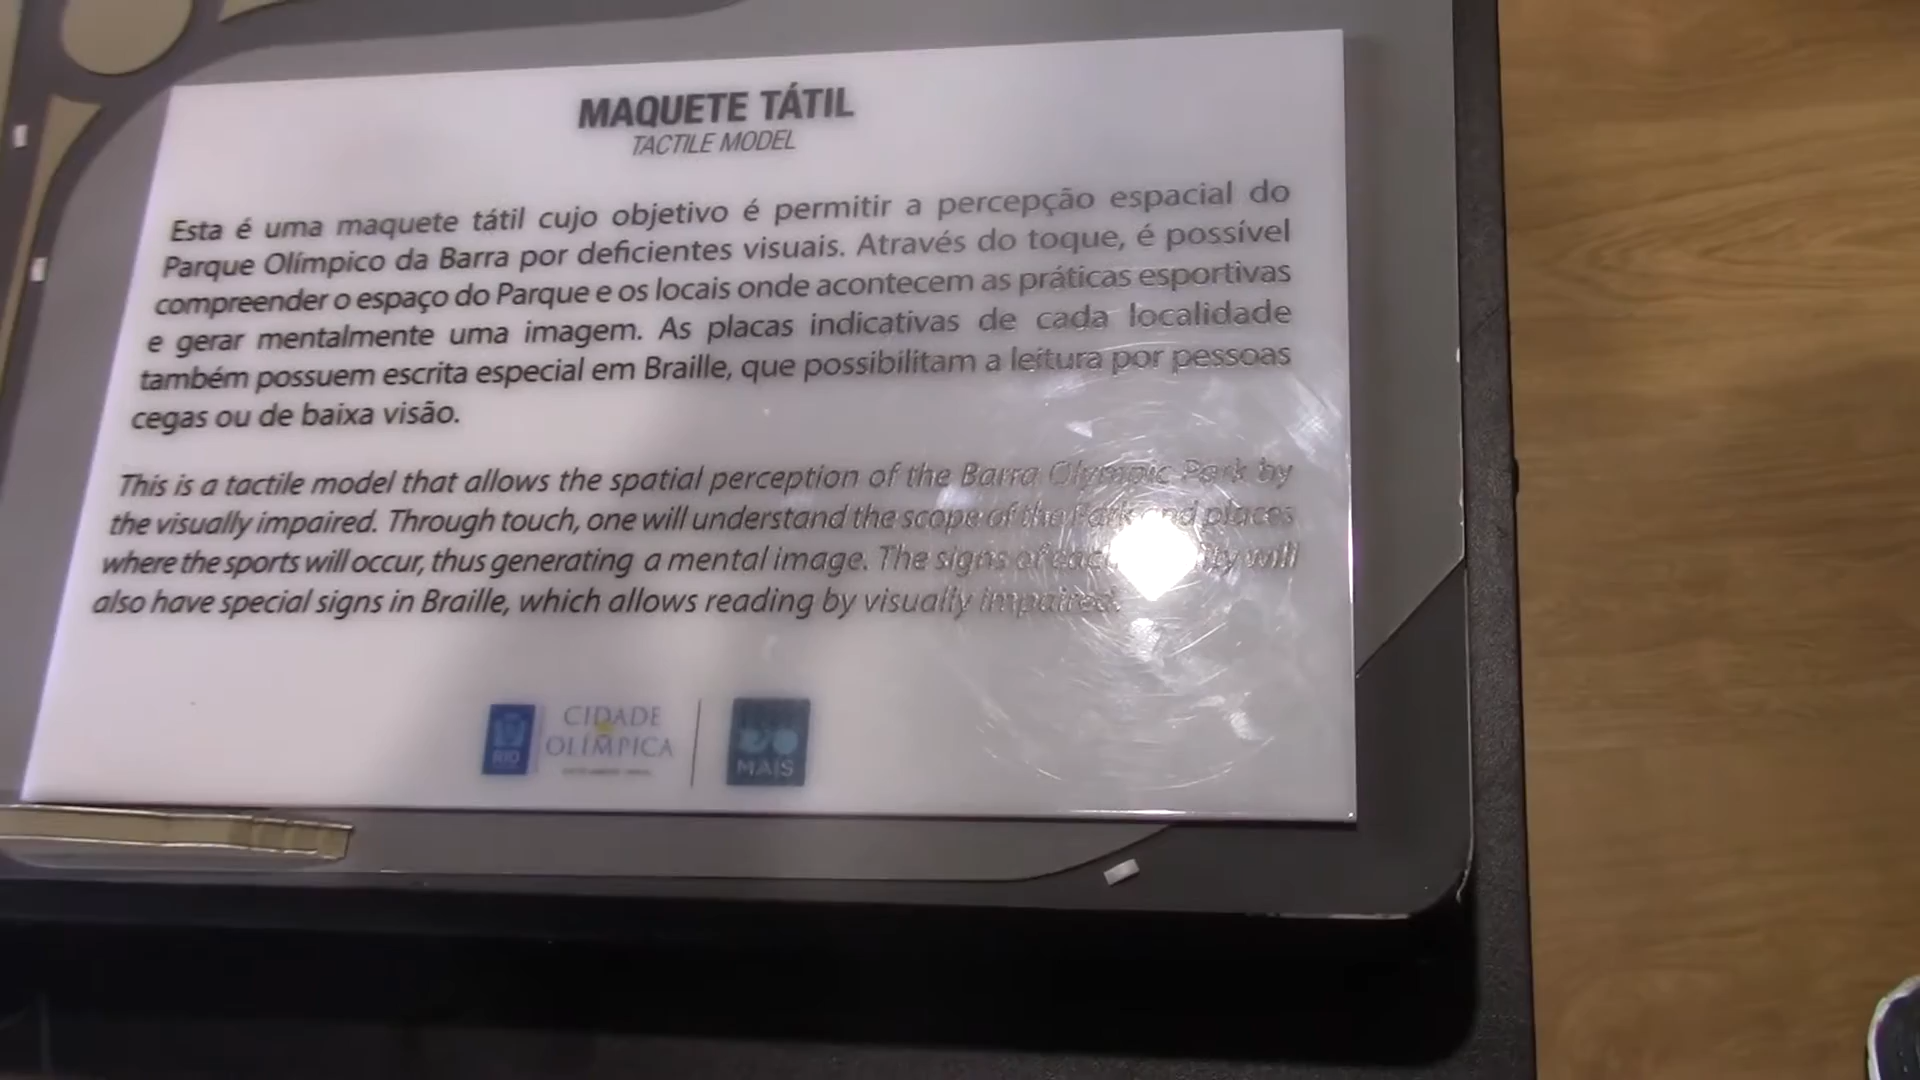 MAQUETE TÁTIL
TACTILE MODEL
Esta é uma maquete tátil cujo objetivo é permitir a percepção espacial do
Parque Olímpico da Barra por deficientes visuais. Através do toque, é possível
compreender o espaço do Parque e os locais onde acontecem as práticas esportivas
e gerar mentalmente uma imagem. As placas indicativas de cada localidade
também possuem escrita especial em Braille, que possibilitam a leitura por pessoas
cegas ou de baixa visão.
This is a tactile model that allows the spatial perception of the Barra Olympic Park by
the visually impaired. Through touch, one will understand the scope of the Park and places
where the sports will occur, thus generating a mental image. The signs of each will
also have special signs in Braille, which allows reading by visually impaired.
RIO
CIDADE
OLÍMPICA
MAIS